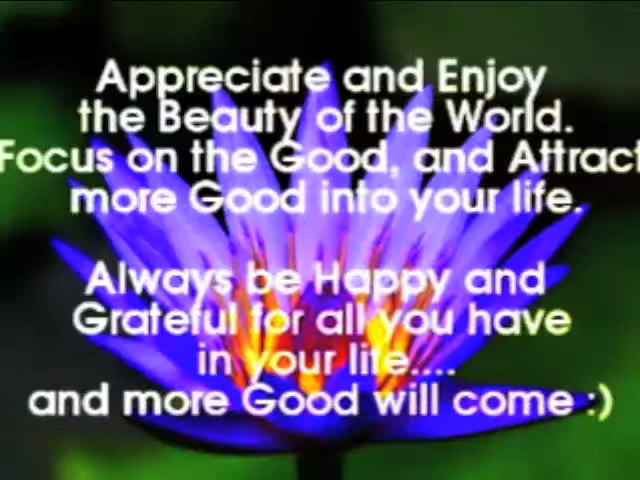 Appreciate and Enjoy
the Beauty of the World.
Focus on the Good, and Attract
more Good into your life.
Always be Happy and
Grateful for all you have
in your life....
and more Good will come :)